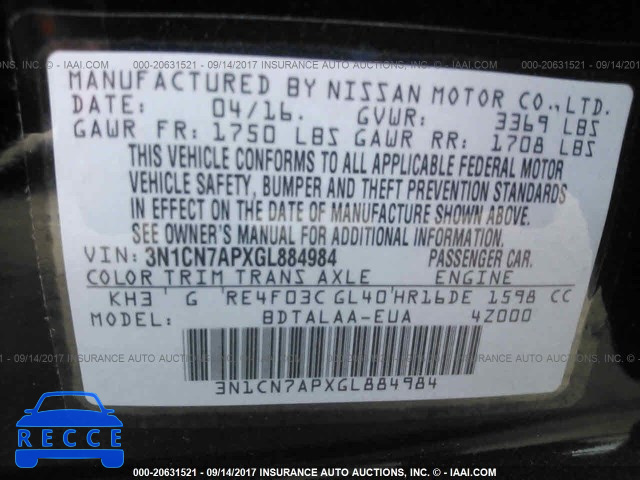 000-20631521 - 09/14/2017 INSURANCE AUTO AUCTIONS, INC. - © IAAI.COM
MANUFACTURED BY NISSAN MOTOR CO.,LTD.
DATE: 04/16. GVWR: 3369 LBS
GAWR FR: 1750 LBS GAWR RR: 1708 LBS
THIS VEHICLE CONFORMS TO ALL APPLICABLE FEDERAL MOTOR
VEHICLE SAFETY, BUMPER AND THEFT PREVENTION STANDARDS
IN EFFECT ON THE DATE OF MANUFACTURE SHOWN ABOVE.
SEE OWNER'S MANUAL FOR ADDITIONAL INFORMATION.
VIN: 3N1CN7APXGL884984 PASSENGER CAR.
COLOR TRIM TRANS AXLE ENGINE
KH3 G RE4F03C GL40 HR16DE 1598 CC
MODEL: BDTALAA-EUA 4Z000
3N1CN7APXGL884984
RECCE
000-20631521 - 09/14/2017 INSURANCE AUTO AUCTIONS, INC. - © IAAI.COM